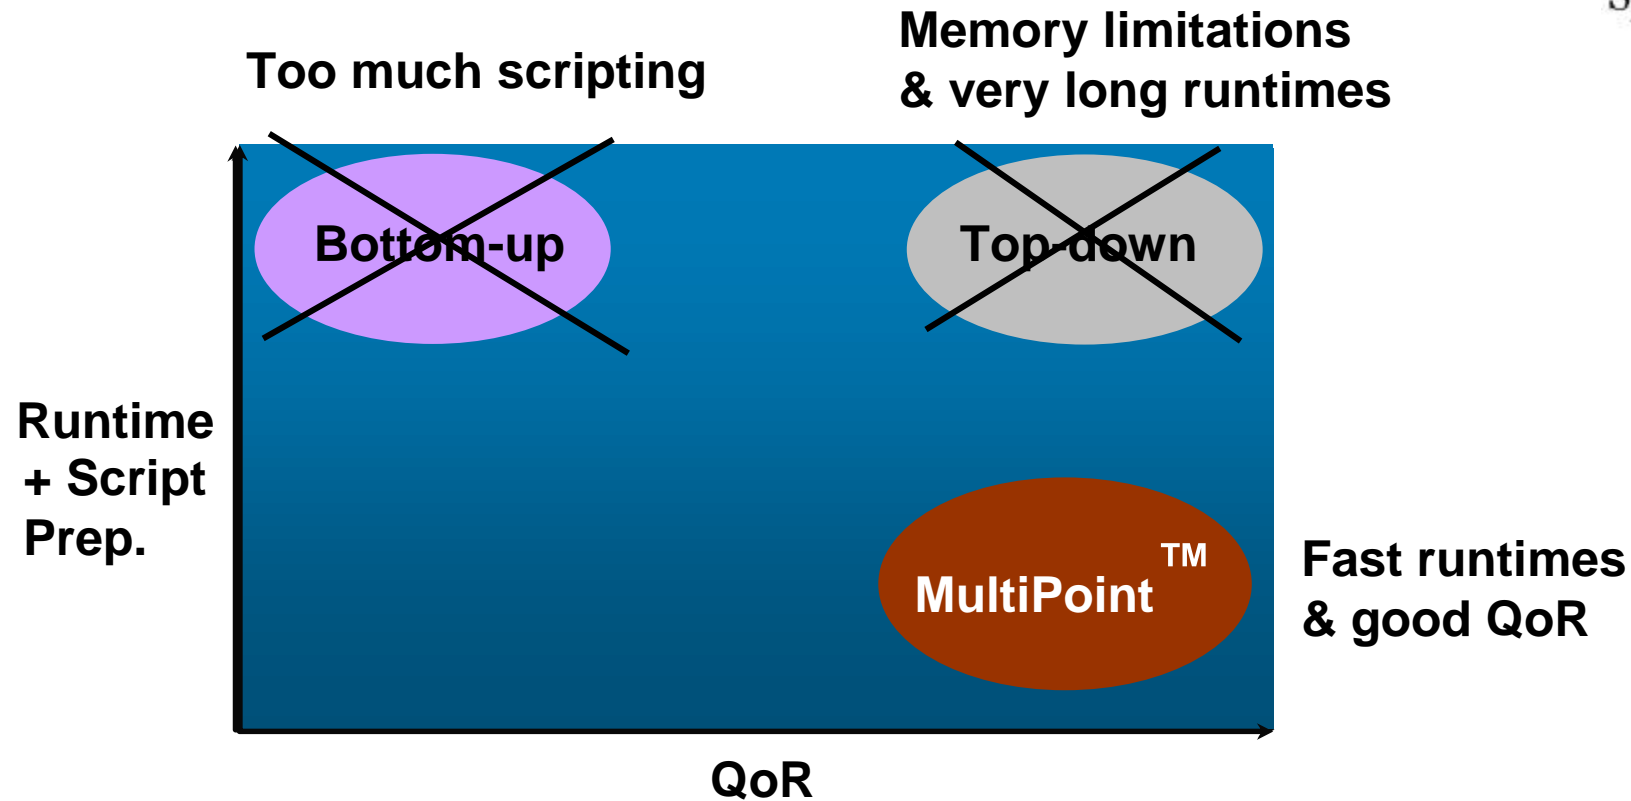 Memory limitations
& very long runtimes
Too much scripting
Bottom-up
Top-down
Runtime
+ Script
Prep.
MultiPoint TM
Fast runtimes
& good QoR
QoR